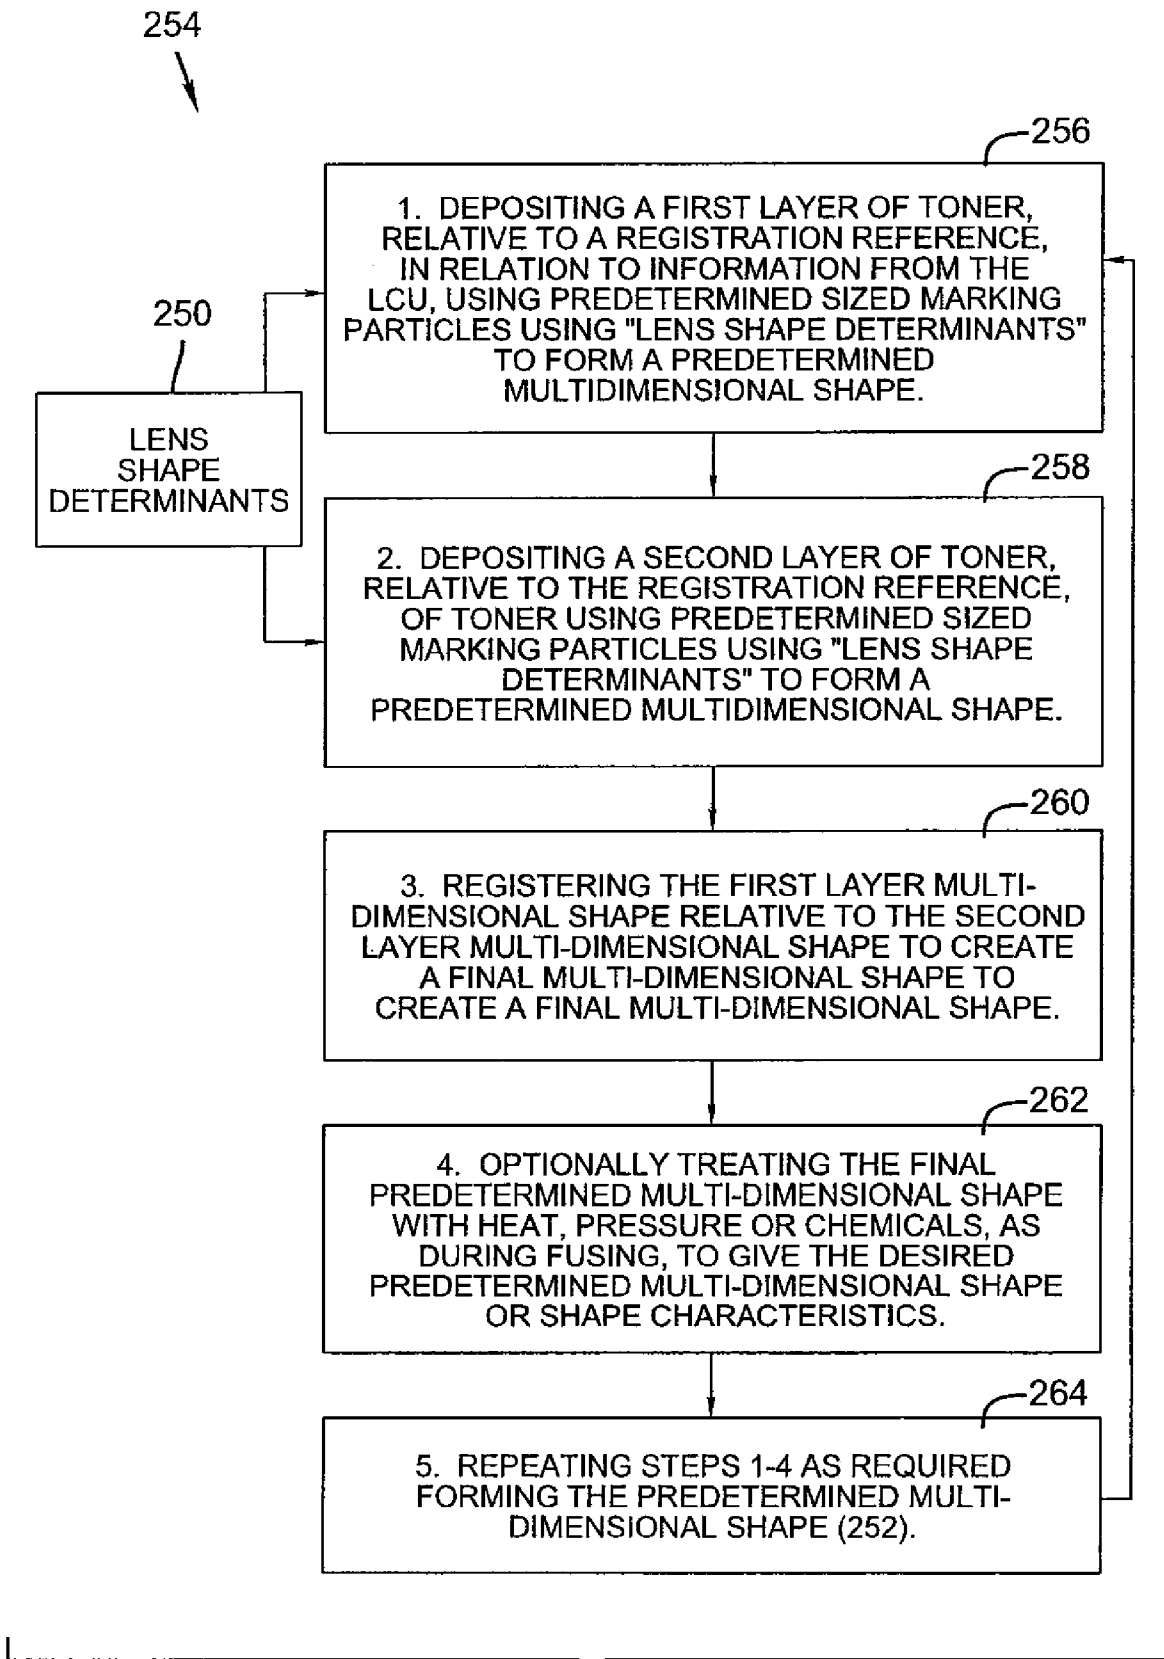 254
256
1. DEPOSITING A FIRST LAYER OF TONER,
RELATIVE TO A REGISTRATION REFERENCE,
IN RELATION TO INFORMATION FROM THE
LCU, USING PREDETERMINED SIZED MARKING
PARTICLES USING "LENS SHAPE DETERMINANTS"
TO FORM A PREDETERMINED
MULTIDIMENSIONAL SHAPE.
250
LENS
SHAPE
DETERMINANTS
258
2. DEPOSITING A SECOND LAYER OF TONER,
RELATIVE TO THE REGISTRATION REFERENCE,
OF TONER USING PREDETERMINED SIZED
MARKING PARTICLES USING "LENS SHAPE
DETERMINANTS" TO FORM A
PREDETERMINED MULTIDIMENSIONAL SHAPE.
260
3. REGISTERING THE FIRST LAYER MULTI-
DIMENSIONAL SHAPE RELATIVE TO THE SECOND
LAYER MULTI-DIMENSIONAL SHAPE TO CREATE
A FINAL MULTI-DIMENSIONAL SHAPE TO
CREATE A FINAL MULTI-DIMENSIONAL SHAPE.
262
4. OPTIONALLY TREATING THE FINAL
PREDETERMINED MULTI-DIMENSIONAL SHAPE
WITH HEAT, PRESSURE OR CHEMICALS, AS
DURING FUSING, TO GIVE THE DESIRED
PREDETERMINED MULTI-DIMENSIONAL SHAPE
OR SHAPE CHARACTERISTICS.
264
5. REPEATING STEPS 1-4 AS REQUIRED
FORMING THE PREDETERMINED MULTI-
DIMENSIONAL SHAPE (252).